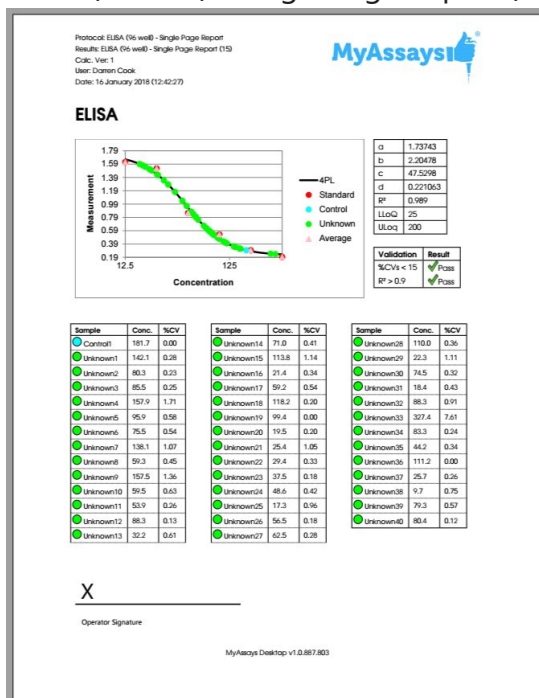 Protocol: ELISA (96 well) - Single Page Report
Results: ELISA (96 well) - Single Page Report (15)
Calc. Ver: 1
User: Darren Cook
Date: 16 January 2018 (12:42:27)
MyAssays
ELISA
1.79
1.59
1.39
1.19
0.99
0.79
0.59
0.39
0.19
12.5 125
Measurement
Concentration
4PL
Standard
Control
Unknown
Average
a 1.73743
b 2.20478
c 47.5298
d 0.221063
R² 0.989
LLoQ 25
ULoq 200
Validation Result
%CVs < 15 Pass
R² > 0.9 Pass
Sample Conc. %CV
Control1 181.7 0.00
Unknown1 142.1 0.28
Unknown2 80.3 0.23
Unknown3 85.5 0.25
Unknown4 157.9 1.71
Unknown5 95.9 0.58
Unknown6 75.5 0.54
Unknown7 138.1 1.07
Unknown8 59.3 0.45
Unknown9 157.5 1.36
Unknown10 59.5 0.63
Unknown11 53.9 0.26
Unknown12 88.3 0.13
Unknown13 32.2 0.61
Sample Conc. %CV
Unknown14 71.0 0.41
Unknown15 113.8 1.14
Unknown16 21.4 0.34
Unknown17 59.2 0.54
Unknown18 118.2 0.20
Unknown19 99.4 0.00
Unknown20 19.5 0.20
Unknown21 25.4 1.05
Unknown22 29.4 0.33
Unknown23 37.5 0.18
Unknown24 48.6 0.42
Unknown25 17.3 0.96
Unknown26 56.5 0.18
Unknown27 62.5 0.28
Sample Conc. %CV
Unknown28 110.0 0.36
Unknown29 22.3 1.11
Unknown30 74.5 0.32
Unknown31 18.4 0.43
Unknown32 88.3 0.91
Unknown33 327.4 7.61
Unknown34 83.3 0.24
Unknown35 44.2 0.34
Unknown36 111.2 0.00
Unknown37 25.7 0.26
Unknown38 9.7 0.75
Unknown39 79.3 0.57
Unknown40 80.4 0.12
X
Operator Signature
MyAssays Desktop v1.0.887.803